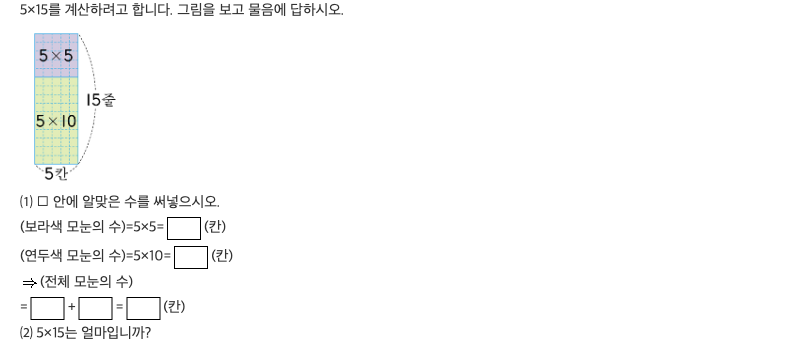 5×15를 계산하려고 합니다. 그림을 보고 물음에 답하시오.
5×5
15줄
5×10
5칸
(1) □ 안에 알맞은 수를 써넣으시오.
(보라색 모눈의 수)=5×5=□(칸)
(연두색 모눈의 수)=5×10=□(칸)
⇒(전체 모눈의 수)
=□+□=□(칸)
(2) 5×15는 얼마입니까?